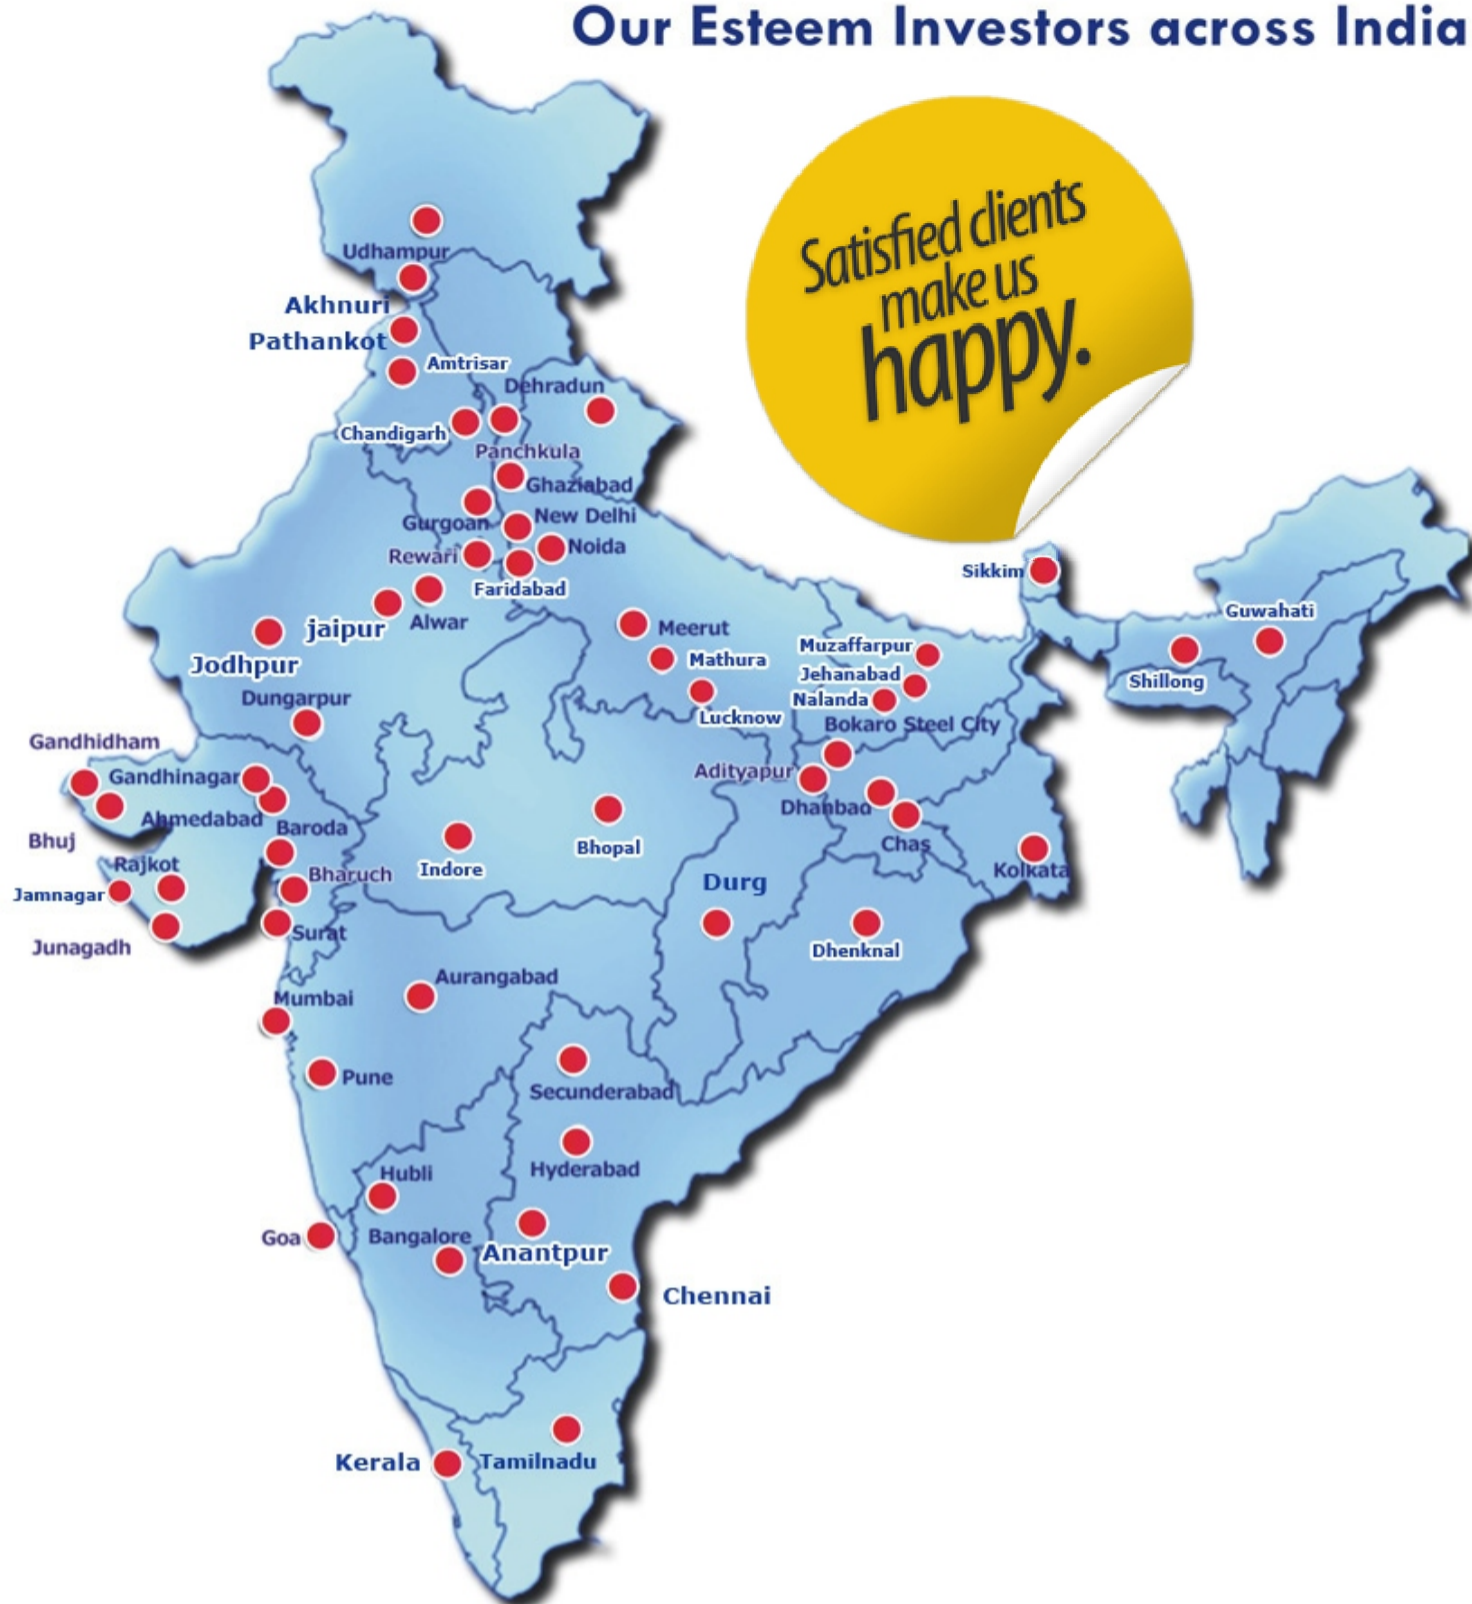 Our Esteem Investors across India
Satisfied clients
make us
happy.
Udhampur
Akhnuri
Pathankot
Amtrisar
Dehradun
Chandigarh
Panchkula
Ghaziabad
Gurgoan
New Delhi
Rewari
Noida
Faridabad
Sikkim
jaipur
Alwar
Meerut
Guwahati
Jodhpur
Mathura
Muzaffarpur
Jehanabad
Shillong
Dungarpur
Nalanda
Lucknow
Bokaro Steel City
Gandhidham
Gandhinagar
Adityapur
Ahmedabad
Dhanbad
Baroda
Bhuj
Bhopal
Chas
Rajkot
Bharuch
Indore
Kolkata
Jamnagar
Durg
Surat
Junagadh
Dhenknal
Aurangabad
Mumbai
Pune
Secunderabad
Hubli
Hyderabad
Goa
Bangalore
Anantpur
Chennai
Kerala
Tamilnadu